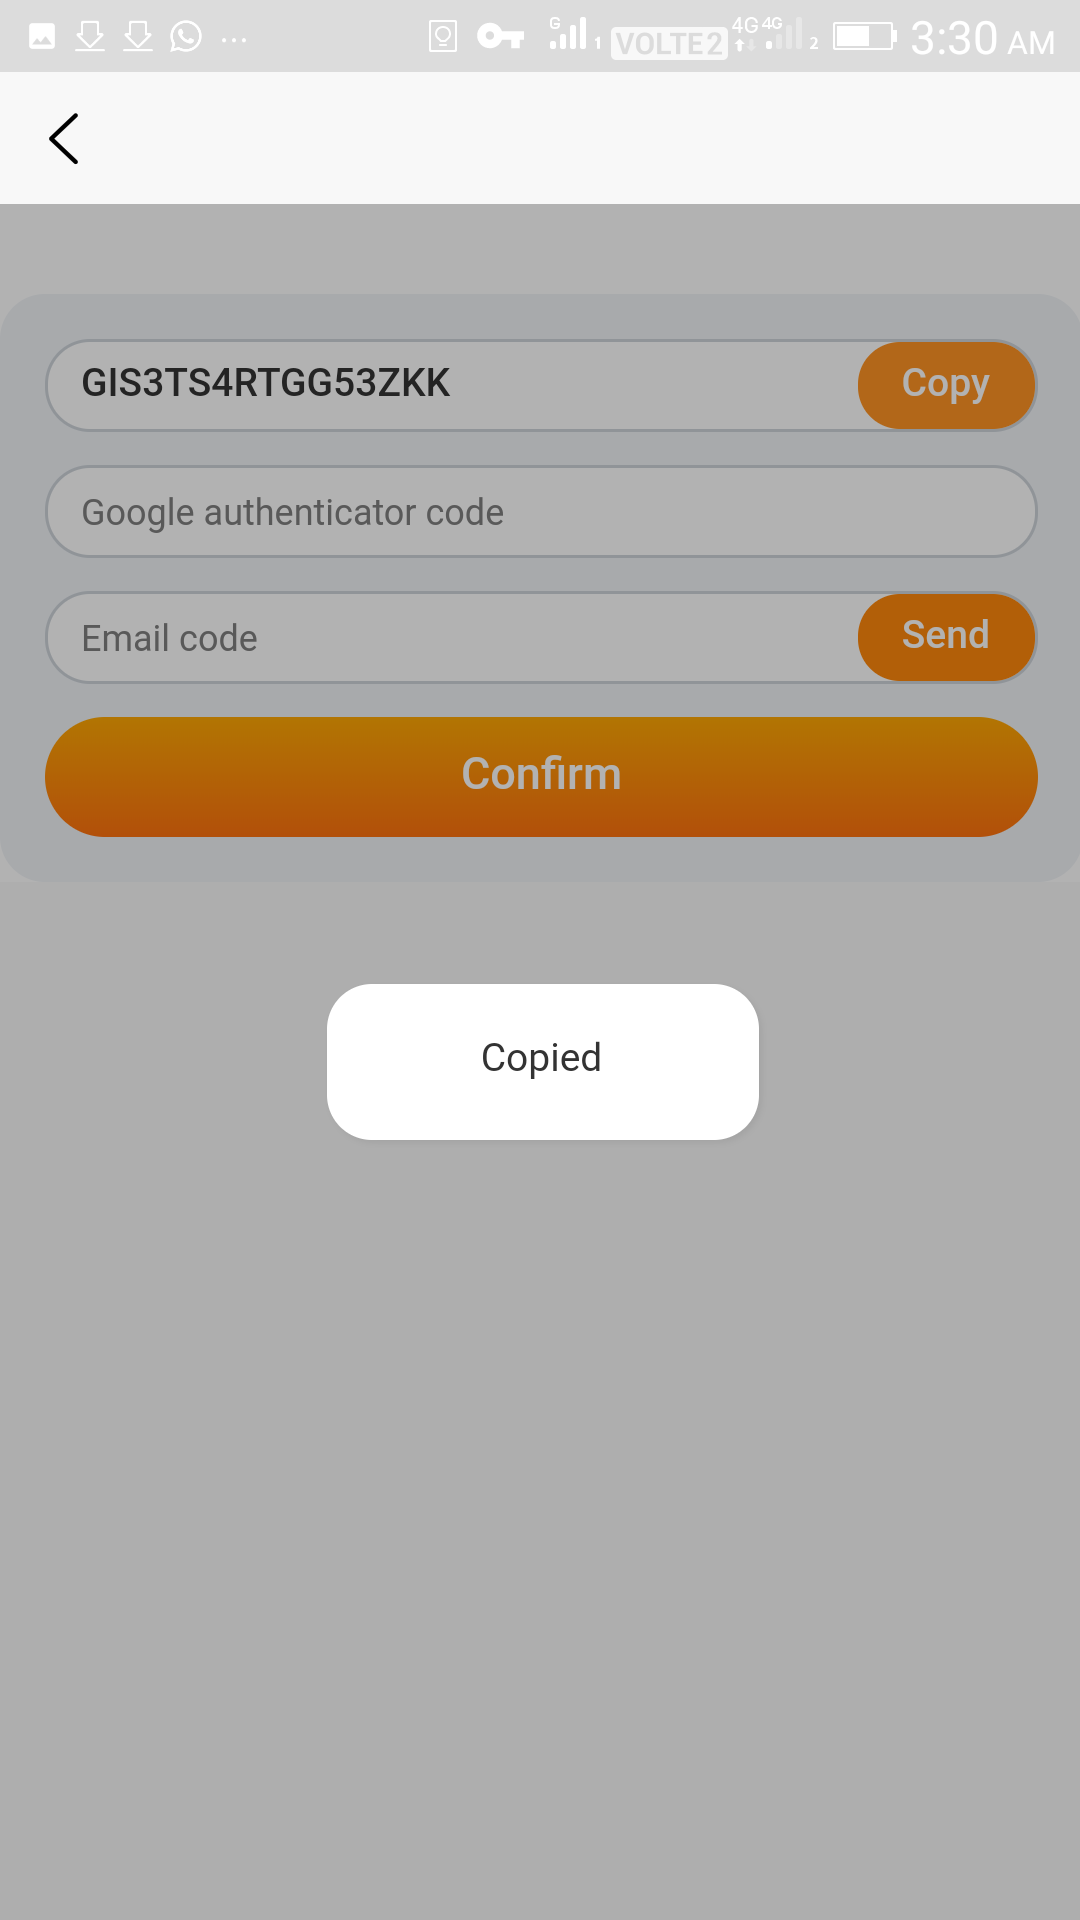 G 1 VOLTE 2 4G 4G 2 3:30 AM
GIS3TS4RTGG53ZKK Copy
Google authenticator code
Email code Send
Confirm
Copied